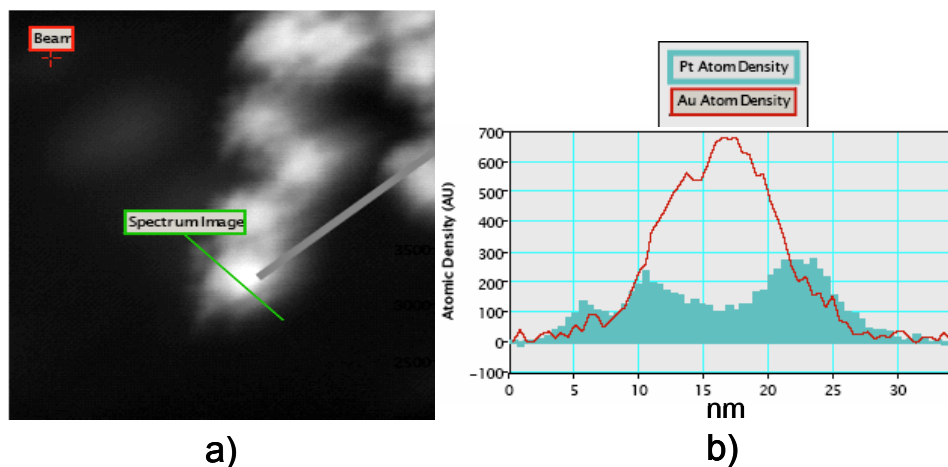 Beam
Spectrum Image
3500
3000
2500
a)
Pt Atom Density
Au Atom Density
Atomic Density (AU)
700
600
500
400
300
200
100
0
-100
0
5
10
15
20
25
30
nm
b)